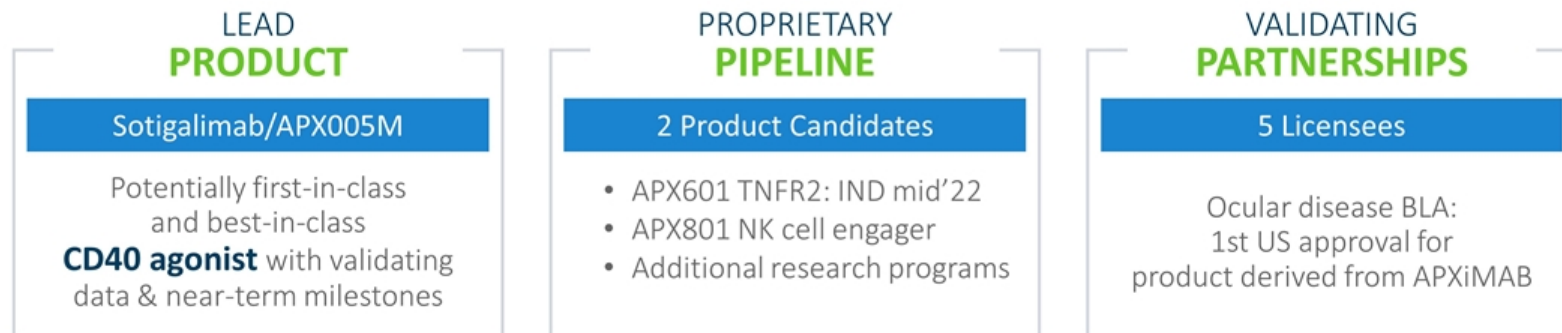 LEAD
PRODUCT
Sotigalimab/APX005M
Potentially first-in-class
and best-in-class
CD40 agonist with validating
data & near-term milestones
PROPRIETARY
PIPELINE
2 Product Candidates
• APX601 TNFR2: IND mid’22
• APX801 NK cell engager
• Additional research programs
VALIDATING
PARTNERSHIPS
5 Licensees
Ocular disease BLA:
1st US approval for
product derived from APXiMAB